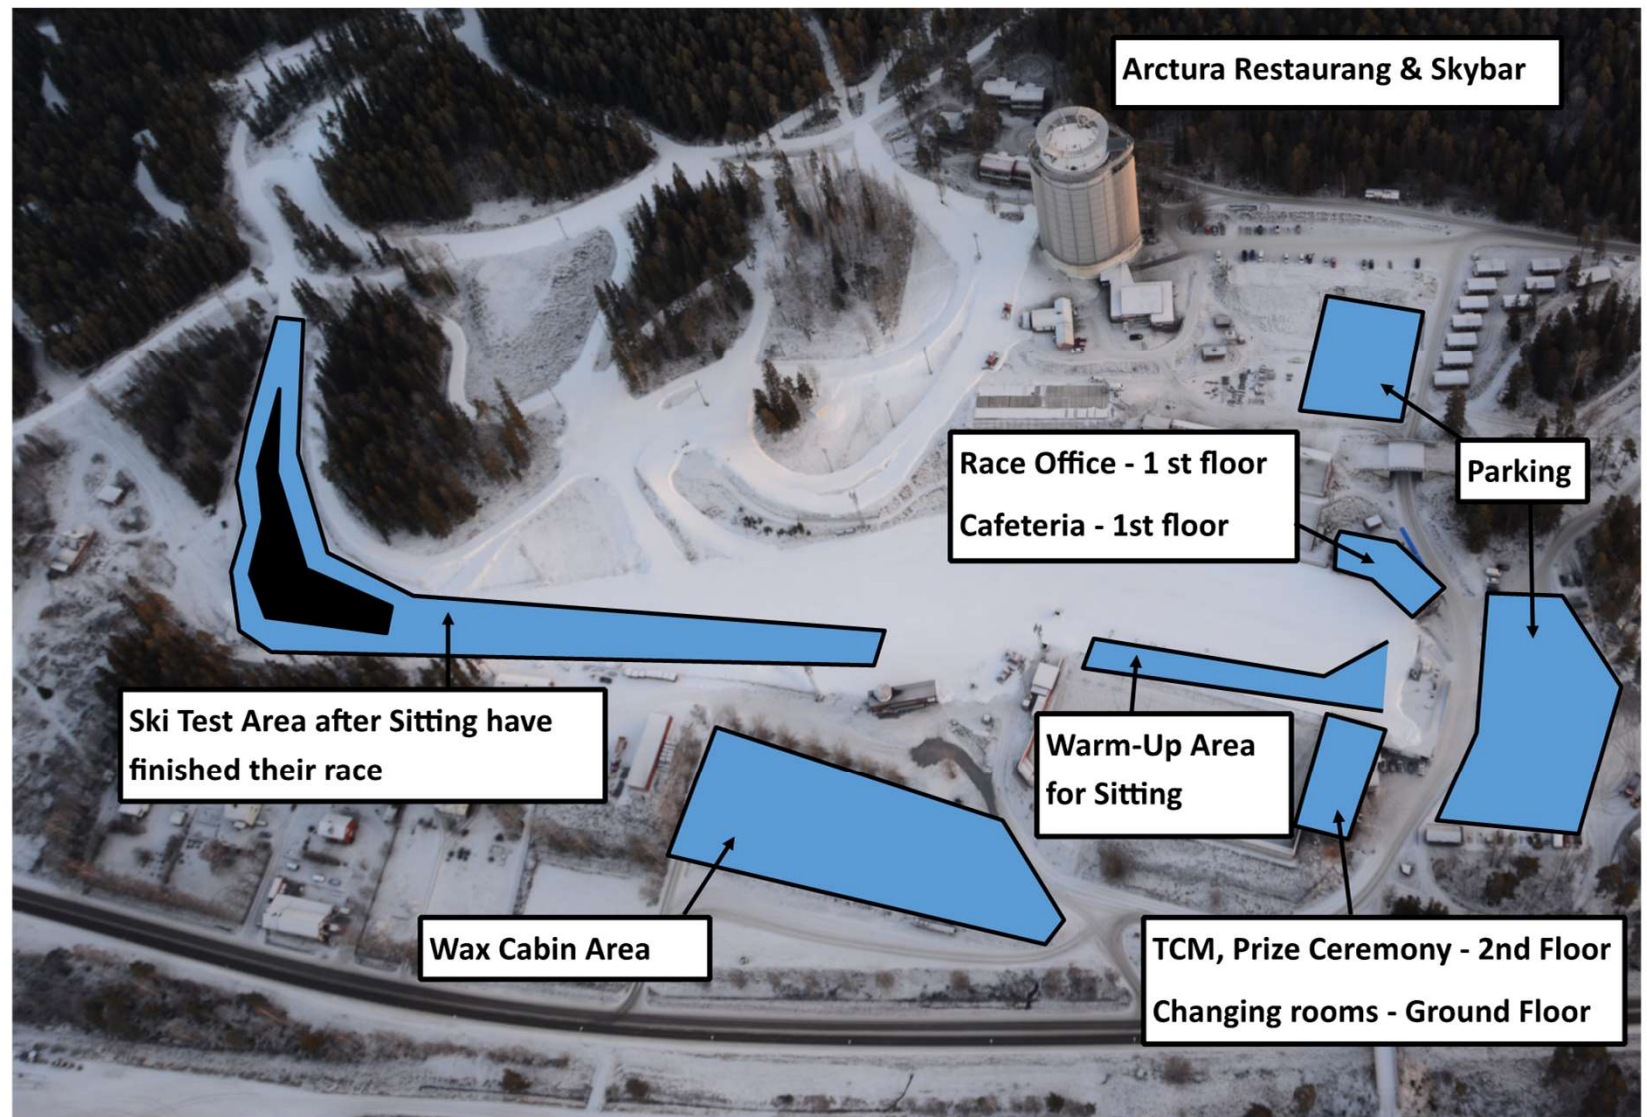 Arctura Restaurang & Skybar
Race Office - 1 st floor
Cafeteria - 1st floor
Parking
Ski Test Area after Sitting have
finished their race
Warm-Up Area
for Sitting
Wax Cabin Area
TCM, Prize Ceremony - 2nd Floor
Changing rooms - Ground Floor